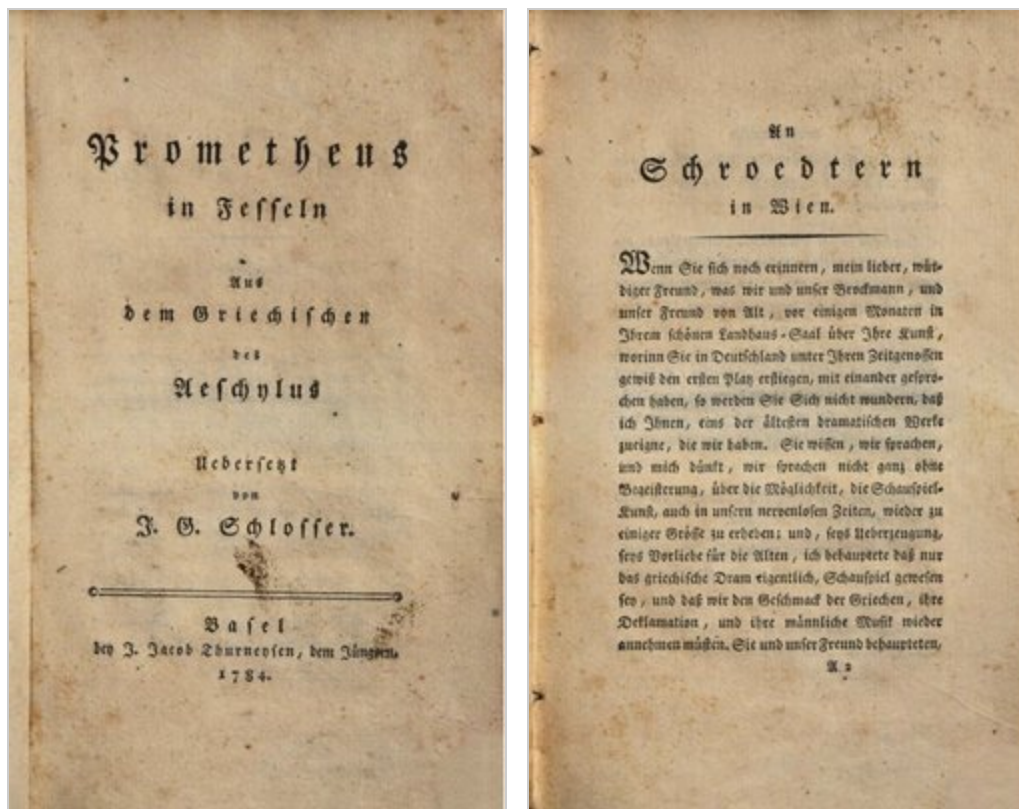 Prometheus
in Fesseln
Aus
dem Griechischen
des
Aeschylus
Uebersetzt
von
J. G. Schlosser.
Basel
bey J. Jacob Thurneysen, dem Jüngern.
1784.
An
Schroedtern
in Wien.
Wenn Sie sich noch erinnern, mein lieber, wür-
diger Freund, was wir und unser Brockmann, und
unser Freund von Alt, vor einigen Monaten in
Ihrem schönen Landhaus-Saal über Ihre Kunst,
worinn Sie in Deutschland unter Ihren Zeitgenossen
gewiß den ersten Platz erstiegen, mit einander gespro-
chen haben, so werden Sie Sich nicht wundern, daß
ich Ihnen, eins der ältesten dramatischen Werke
zueigne, die wir haben. Sie wissen, wir sprachen,
und mich dünkt, wir sprachen nicht ganz ohne
Begeisterung, über die Möglichkeit, die Schauspiel-
Kunst, auch in unsern nervenlosen Zeiten, wieder zu
einiger Grösse zu erheben; und, seys Ueberzeugung,
seys Vorliebe für die Alten, ich behauptete daß nur
das griechische Dram eigentlich, Schauspiel gewesen
sey, und daß wir den Geschmack der Griechen, ihre
Deklamation, und ihre männliche Musik wieder
annehmen müßten. Sie und unser Freund behaupteten,
A 2